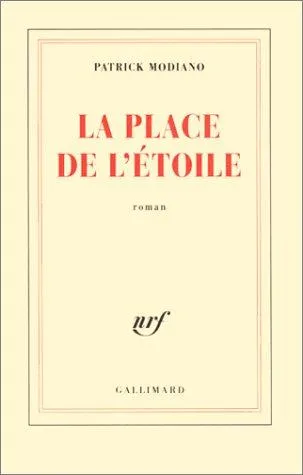 PATRICK MODIANO
LA PLACE
DE L'ÉTOILE
roman
nrf
GALLIMARD